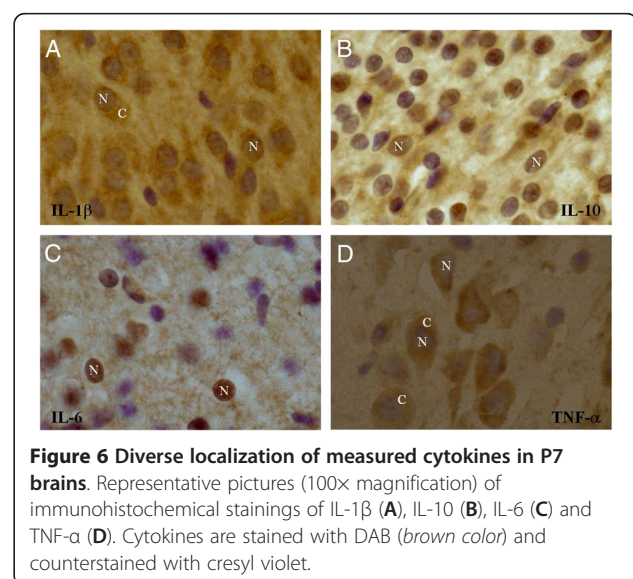 A
N
C
N
IL-1β
B
N
N
IL-10
C
N
N
IL-6
D
N
C
N
C
TNF-α
Figure 6 Diverse localization of measured cytokines in P7
brains. Representative pictures (100× magnification) of
immunohistochemical stainings of IL-1β (A), IL-10 (B), IL-6 (C) and
TNF-α (D). Cytokines are stained with DAB (brown color) and
counterstained with cresyl violet.